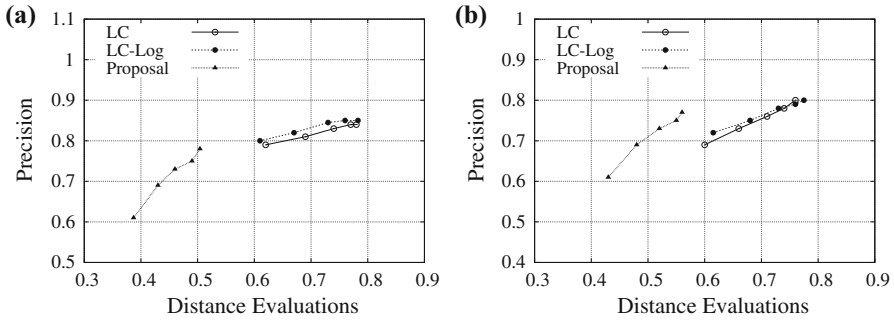 (a)
1.1
1
0.9
0.8
0.7
0.6
0.5
Precision
LC
LC-Log
Proposal
0.3 0.4 0.5 0.6 0.7 0.8 0.9
Distance Evaluations
(b)
1
0.9
0.8
0.7
0.6
0.5
0.4
Precision
LC
LC-Log
Proposal
0.3 0.4 0.5 0.6 0.7 0.8 0.9
Distance Evaluations